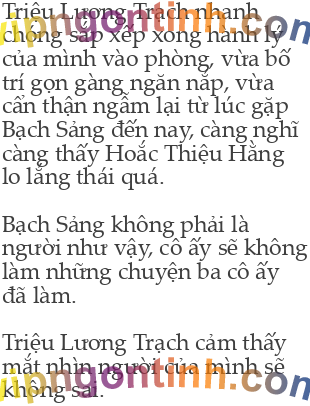 Triệu Lương Trạch nhanh
chóng sắp xếp xong hành lý
của mình vào phòng, vừa bố
trí gọn gàng ngăn nắp, vừa
cẩn thận ngẫm lại từ lúc gặp
Bạch Sảng đến nay, càng nghĩ
càng thấy Hoắc Thiệu Hằng
lo lắng thái quá.
Bạch Sảng không phải là
người như vậy, cô ấy sẽ không
làm những chuyện ba cô ấy
đã làm.
Triệu Lương Trạch cảm thấy
mắt nhìn người của mình sẽ
không sai.